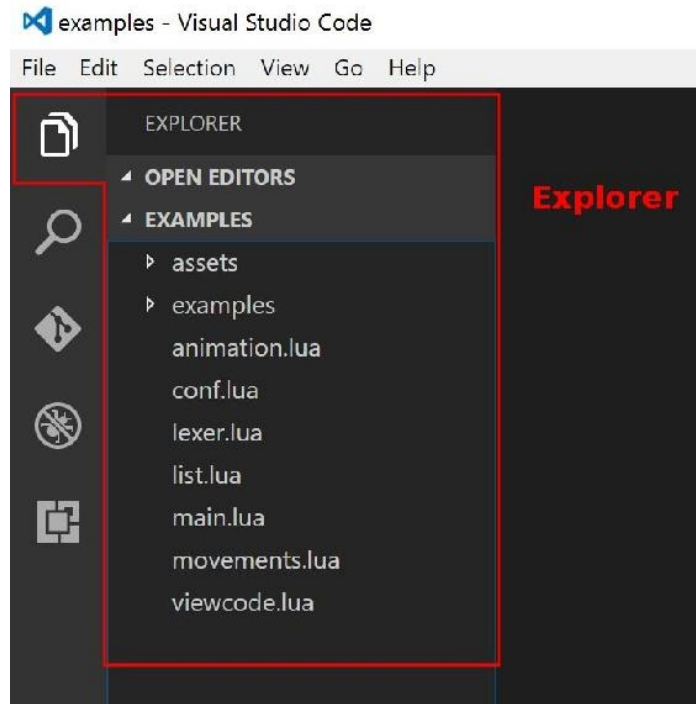 examples - Visual Studio Code
File Edit Selection View Go Help
EXPLORER
OPEN EDITORS
EXAMPLES
Explorer
assets
examples
animation.lua
conf.lua
lexer.lua
list.lua
main.lua
movements.lua
viewcode.lua